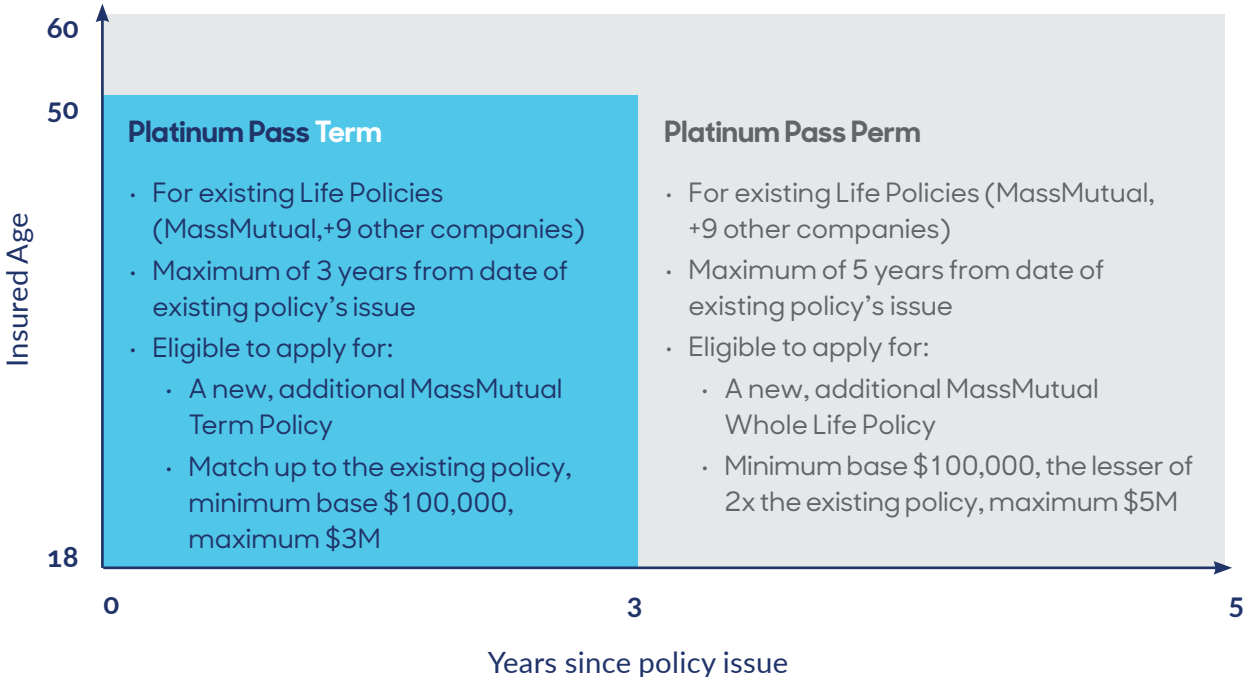 60
50
18
Insured Age
Platinum Pass Term
· For existing Life Policies
(MassMutual,+9 other companies)
· Maximum of 3 years from date of
existing policy's issue
· Eligible to apply for:
· A new, additional MassMutual
Term Policy
· Match up to the existing policy,
minimum base $100,000,
maximum $3M
Platinum Pass Perm
· For existing Life Policies (MassMutual,
+9 other companies)
· Maximum of 5 years from date of
existing policy's issue
· Eligible to apply for:
· A new, additional MassMutual
Whole Life Policy
· Minimum base $100,000, the lesser of
2x the existing policy, maximum $5M
0
3
5
Years since policy issue